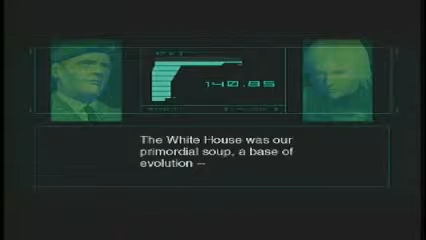 140.85
The White House was our
primordial soup, a base of
evolution --